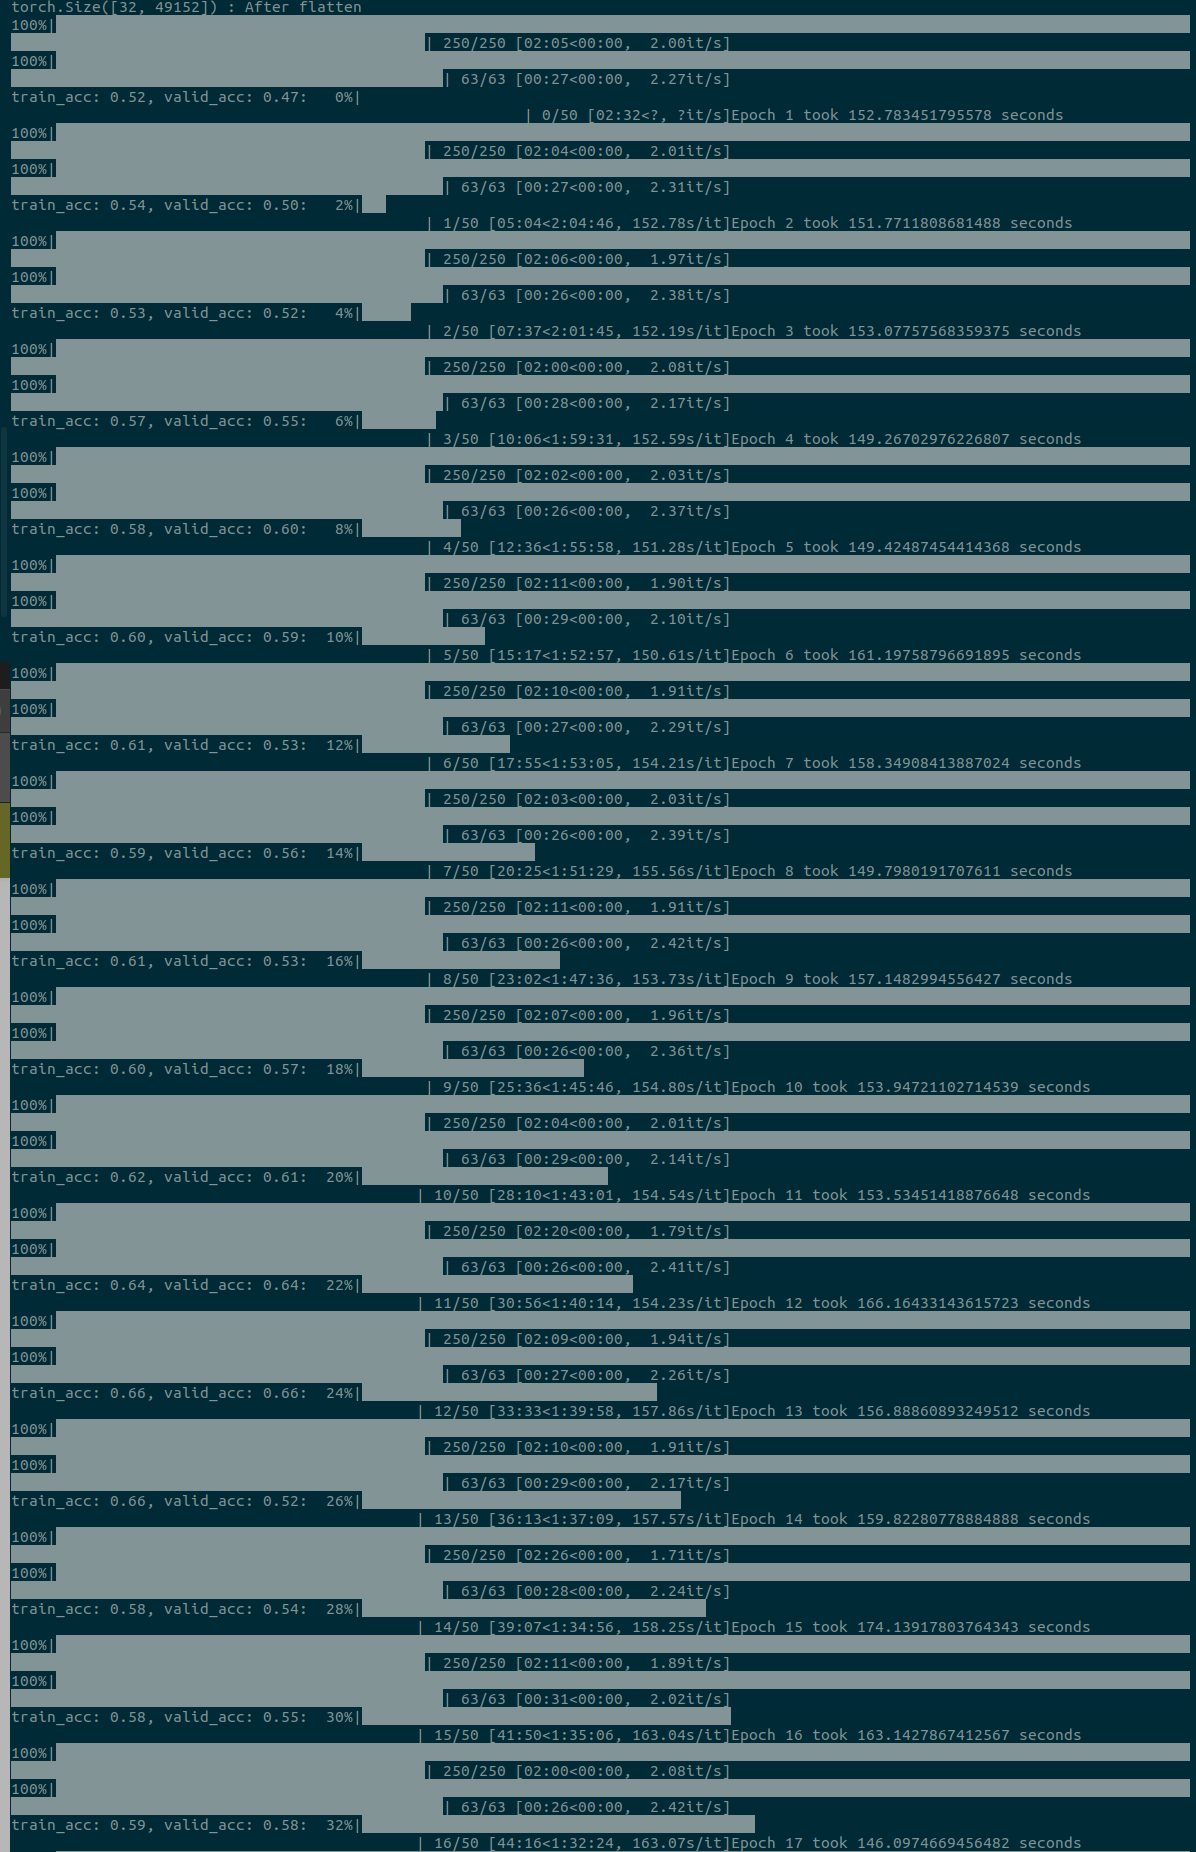 torch.Size([32, 49152]) : After flatten
100%|
| 250/250 [02:05<00:00,  2.00it/s]
100%|
| 63/63 [00:27<00:00,  2.27it/s]
train_acc: 0.52, valid_acc: 0.47:   0%|
| 0/50 [02:32<?, ?it/s]Epoch 1 took 152.783451795578 seconds
100%|
| 250/250 [02:04<00:00,  2.01it/s]
100%|
| 63/63 [00:27<00:00,  2.31it/s]
train_acc: 0.54, valid_acc: 0.50:   2%|
| 1/50 [05:04<2:04:46, 152.78s/it]Epoch 2 took 151.7711808681488 seconds
100%|
| 250/250 [02:06<00:00,  1.97it/s]
100%|
| 63/63 [00:26<00:00,  2.38it/s]
train_acc: 0.53, valid_acc: 0.52:   4%|
| 2/50 [07:37<2:01:45, 152.19s/it]Epoch 3 took 153.07757568359375 seconds
100%|
| 250/250 [02:00<00:00,  2.08it/s]
100%|
| 63/63 [00:28<00:00,  2.17it/s]
train_acc: 0.57, valid_acc: 0.55:   6%|
| 3/50 [10:06<1:59:31, 152.59s/it]Epoch 4 took 149.26702976226807 seconds
100%|
| 250/250 [02:02<00:00,  2.03it/s]
100%|
| 63/63 [00:26<00:00,  2.37it/s]
train_acc: 0.58, valid_acc: 0.60:   8%|
| 4/50 [12:36<1:55:58, 151.28s/it]Epoch 5 took 149.42487454414368 seconds
100%|
| 250/250 [02:11<00:00,  1.90it/s]
100%|
| 63/63 [00:29<00:00,  2.10it/s]
train_acc: 0.60, valid_acc: 0.59:  10%|
| 5/50 [15:17<1:52:57, 150.61s/it]Epoch 6 took 161.19758796691895 seconds
100%|
| 250/250 [02:10<00:00,  1.91it/s]
100%|
| 63/63 [00:27<00:00,  2.29it/s]
train_acc: 0.61, valid_acc: 0.53:  12%|
| 6/50 [17:55<1:53:05, 154.21s/it]Epoch 7 took 158.34908413887024 seconds
100%|
| 250/250 [02:03<00:00,  2.03it/s]
100%|
| 63/63 [00:26<00:00,  2.39it/s]
train_acc: 0.59, valid_acc: 0.56:  14%|
| 7/50 [20:25<1:51:29, 155.56s/it]Epoch 8 took 149.7980191707611 seconds
100%|
| 250/250 [02:11<00:00,  1.91it/s]
100%|
| 63/63 [00:26<00:00,  2.42it/s]
train_acc: 0.61, valid_acc: 0.53:  16%|
| 8/50 [23:02<1:47:36, 153.73s/it]Epoch 9 took 157.1482994556427 seconds
100%|
| 250/250 [02:07<00:00,  1.96it/s]
100%|
| 63/63 [00:26<00:00,  2.36it/s]
train_acc: 0.60, valid_acc: 0.57:  18%|
| 9/50 [25:36<1:45:46, 154.80s/it]Epoch 10 took 153.94721102714539 seconds
100%|
| 250/250 [02:04<00:00,  2.01it/s]
100%|
| 63/63 [00:29<00:00,  2.14it/s]
train_acc: 0.62, valid_acc: 0.61:  20%|
| 10/50 [28:10<1:43:01, 154.54s/it]Epoch 11 took 153.53451418876648 seconds
100%|
| 250/250 [02:20<00:00,  1.79it/s]
100%|
| 63/63 [00:26<00:00,  2.41it/s]
train_acc: 0.64, valid_acc: 0.64:  22%|
| 11/50 [30:56<1:40:14, 154.23s/it]Epoch 12 took 166.16433143615723 seconds
100%|
| 250/250 [02:09<00:00,  1.94it/s]
100%|
| 63/63 [00:27<00:00,  2.26it/s]
train_acc: 0.66, valid_acc: 0.66:  24%|
| 12/50 [33:33<1:39:58, 157.86s/it]Epoch 13 took 156.88860893249512 seconds
100%|
| 250/250 [02:10<00:00,  1.91it/s]
100%|
| 63/63 [00:29<00:00,  2.17it/s]
train_acc: 0.66, valid_acc: 0.52:  26%|
| 13/50 [36:13<1:37:09, 157.57s/it]Epoch 14 took 159.82280778884888 seconds
100%|
| 250/250 [02:26<00:00,  1.71it/s]
100%|
| 63/63 [00:28<00:00,  2.24it/s]
train_acc: 0.58, valid_acc: 0.54:  28%|
| 14/50 [39:07<1:34:56, 158.25s/it]Epoch 15 took 174.13917803764343 seconds
100%|
| 250/250 [02:11<00:00,  1.89it/s]
100%|
| 63/63 [00:31<00:00,  2.02it/s]
train_acc: 0.58, valid_acc: 0.55:  30%|
| 15/50 [41:50<1:35:06, 163.04s/it]Epoch 16 took 163.1427867412567 seconds
100%|
| 250/250 [02:00<00:00,  2.08it/s]
100%|
| 63/63 [00:26<00:00,  2.42it/s]
train_acc: 0.59, valid_acc: 0.58:  32%|
| 16/50 [44:16<1:32:24, 163.07s/it]Epoch 17 took 146.0974669456482 seconds